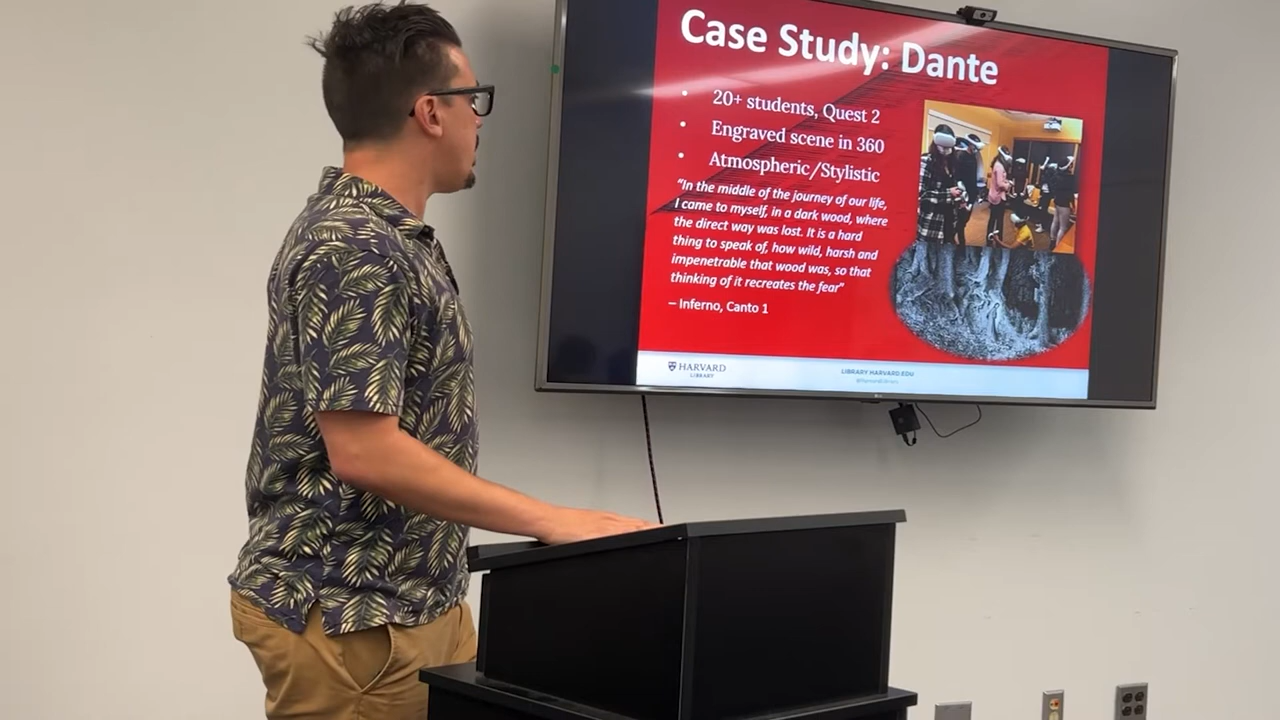 Case Study: Dante
• 20+ students, Quest 2
• Engraved scene in 360
• Atmospheric/Stylistic
“In the middle of the journey of our life,
I came to myself, in a dark wood, where
the direct way was lost. It is a hard
thing to speak of, how wild, harsh and
impenetrable that wood was, so that
thinking of it recreates the fear”
– Inferno, Canto 1
HARVARD
LIBRARY
LIBRARY.HARVARD.EDU